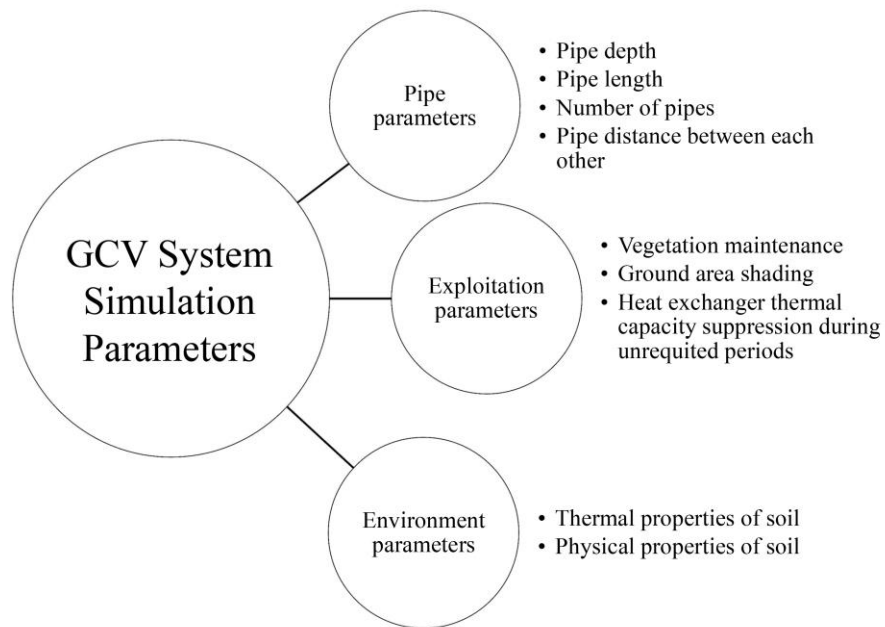 GCV System
Simulation
Parameters
Pipe
parameters
• Pipe depth
• Pipe length
• Number of pipes
• Pipe distance between each
other
Exploitation
parameters
• Vegetation maintenance
• Ground area shading
• Heat exchanger thermal
capacity suppression during
unrequited periods
Environment
parameters
• Thermal properties of soil
• Physical properties of soil